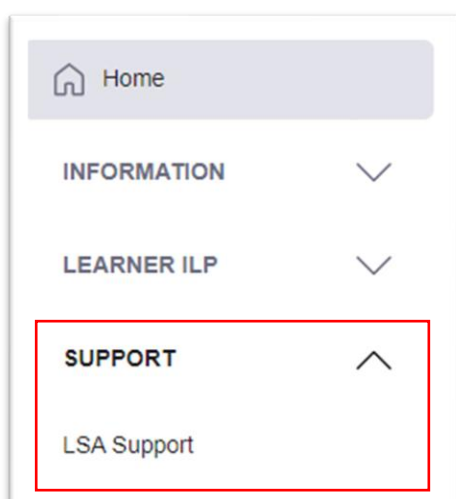 Home
INFORMATION
LEARNER ILP
SUPPORT
LSA Support